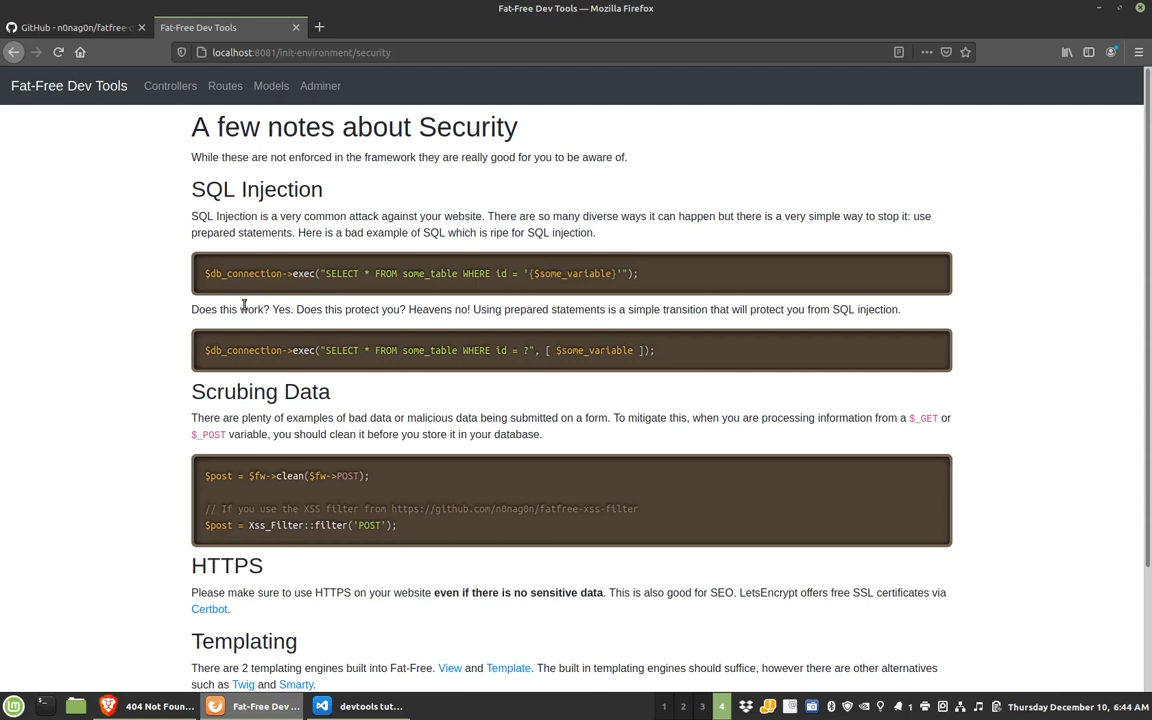 Fat-Free Dev Tools — Mozilla Firefox
GitHub - n0nag0n/fatfree-
Fat-Free Dev Tools
localhost:8081/init-environment/security
Fat-Free Dev Tools Controllers Routes Models Adminer
A few notes about Security
While these are not enforced in the framework they are really good for you to be aware of.
SQL Injection
SQL Injection is a very common attack against your website. There are so many diverse ways it can happen but there is a very simple way to stop it: use
prepared statements. Here is a bad example of SQL which is ripe for SQL injection.
$db_connection->exec("SELECT * FROM some_table WHERE id = '{$some_variable}'");
Does this work? Yes. Does this protect you? Heavens no! Using prepared statements is a simple transition that will protect you from SQL injection.
$db_connection->exec("SELECT * FROM some_table WHERE id = ?", [ $some_variable ]);
Scrubing Data
There are plenty of examples of bad data or malicious data being submitted on a form. To mitigate this, when you are processing information from a $_GET or
$_POST variable, you should clean it before you store it in your database.
$post = $fw->clean($fw->POST);
// If you use the XSS filter from https://github.com/n0nag0n/fatfree-xss-filter
$post = Xss_Filter::filter('POST');
HTTPS
Please make sure to use HTTPS on your website even if there is no sensitive data. This is also good for SEO. LetsEncrypt offers free SSL certificates via
Certbot.
Templating
There are 2 templating engines built into Fat-Free. View and Template. The built in templating engines should suffice, however there are other alternatives
such as Twig and Smarty.
404 Not Foun... Fat-Free Dev ... devtools tut... 1 2 3 4 1 Thursday December 10, 6:44 AM